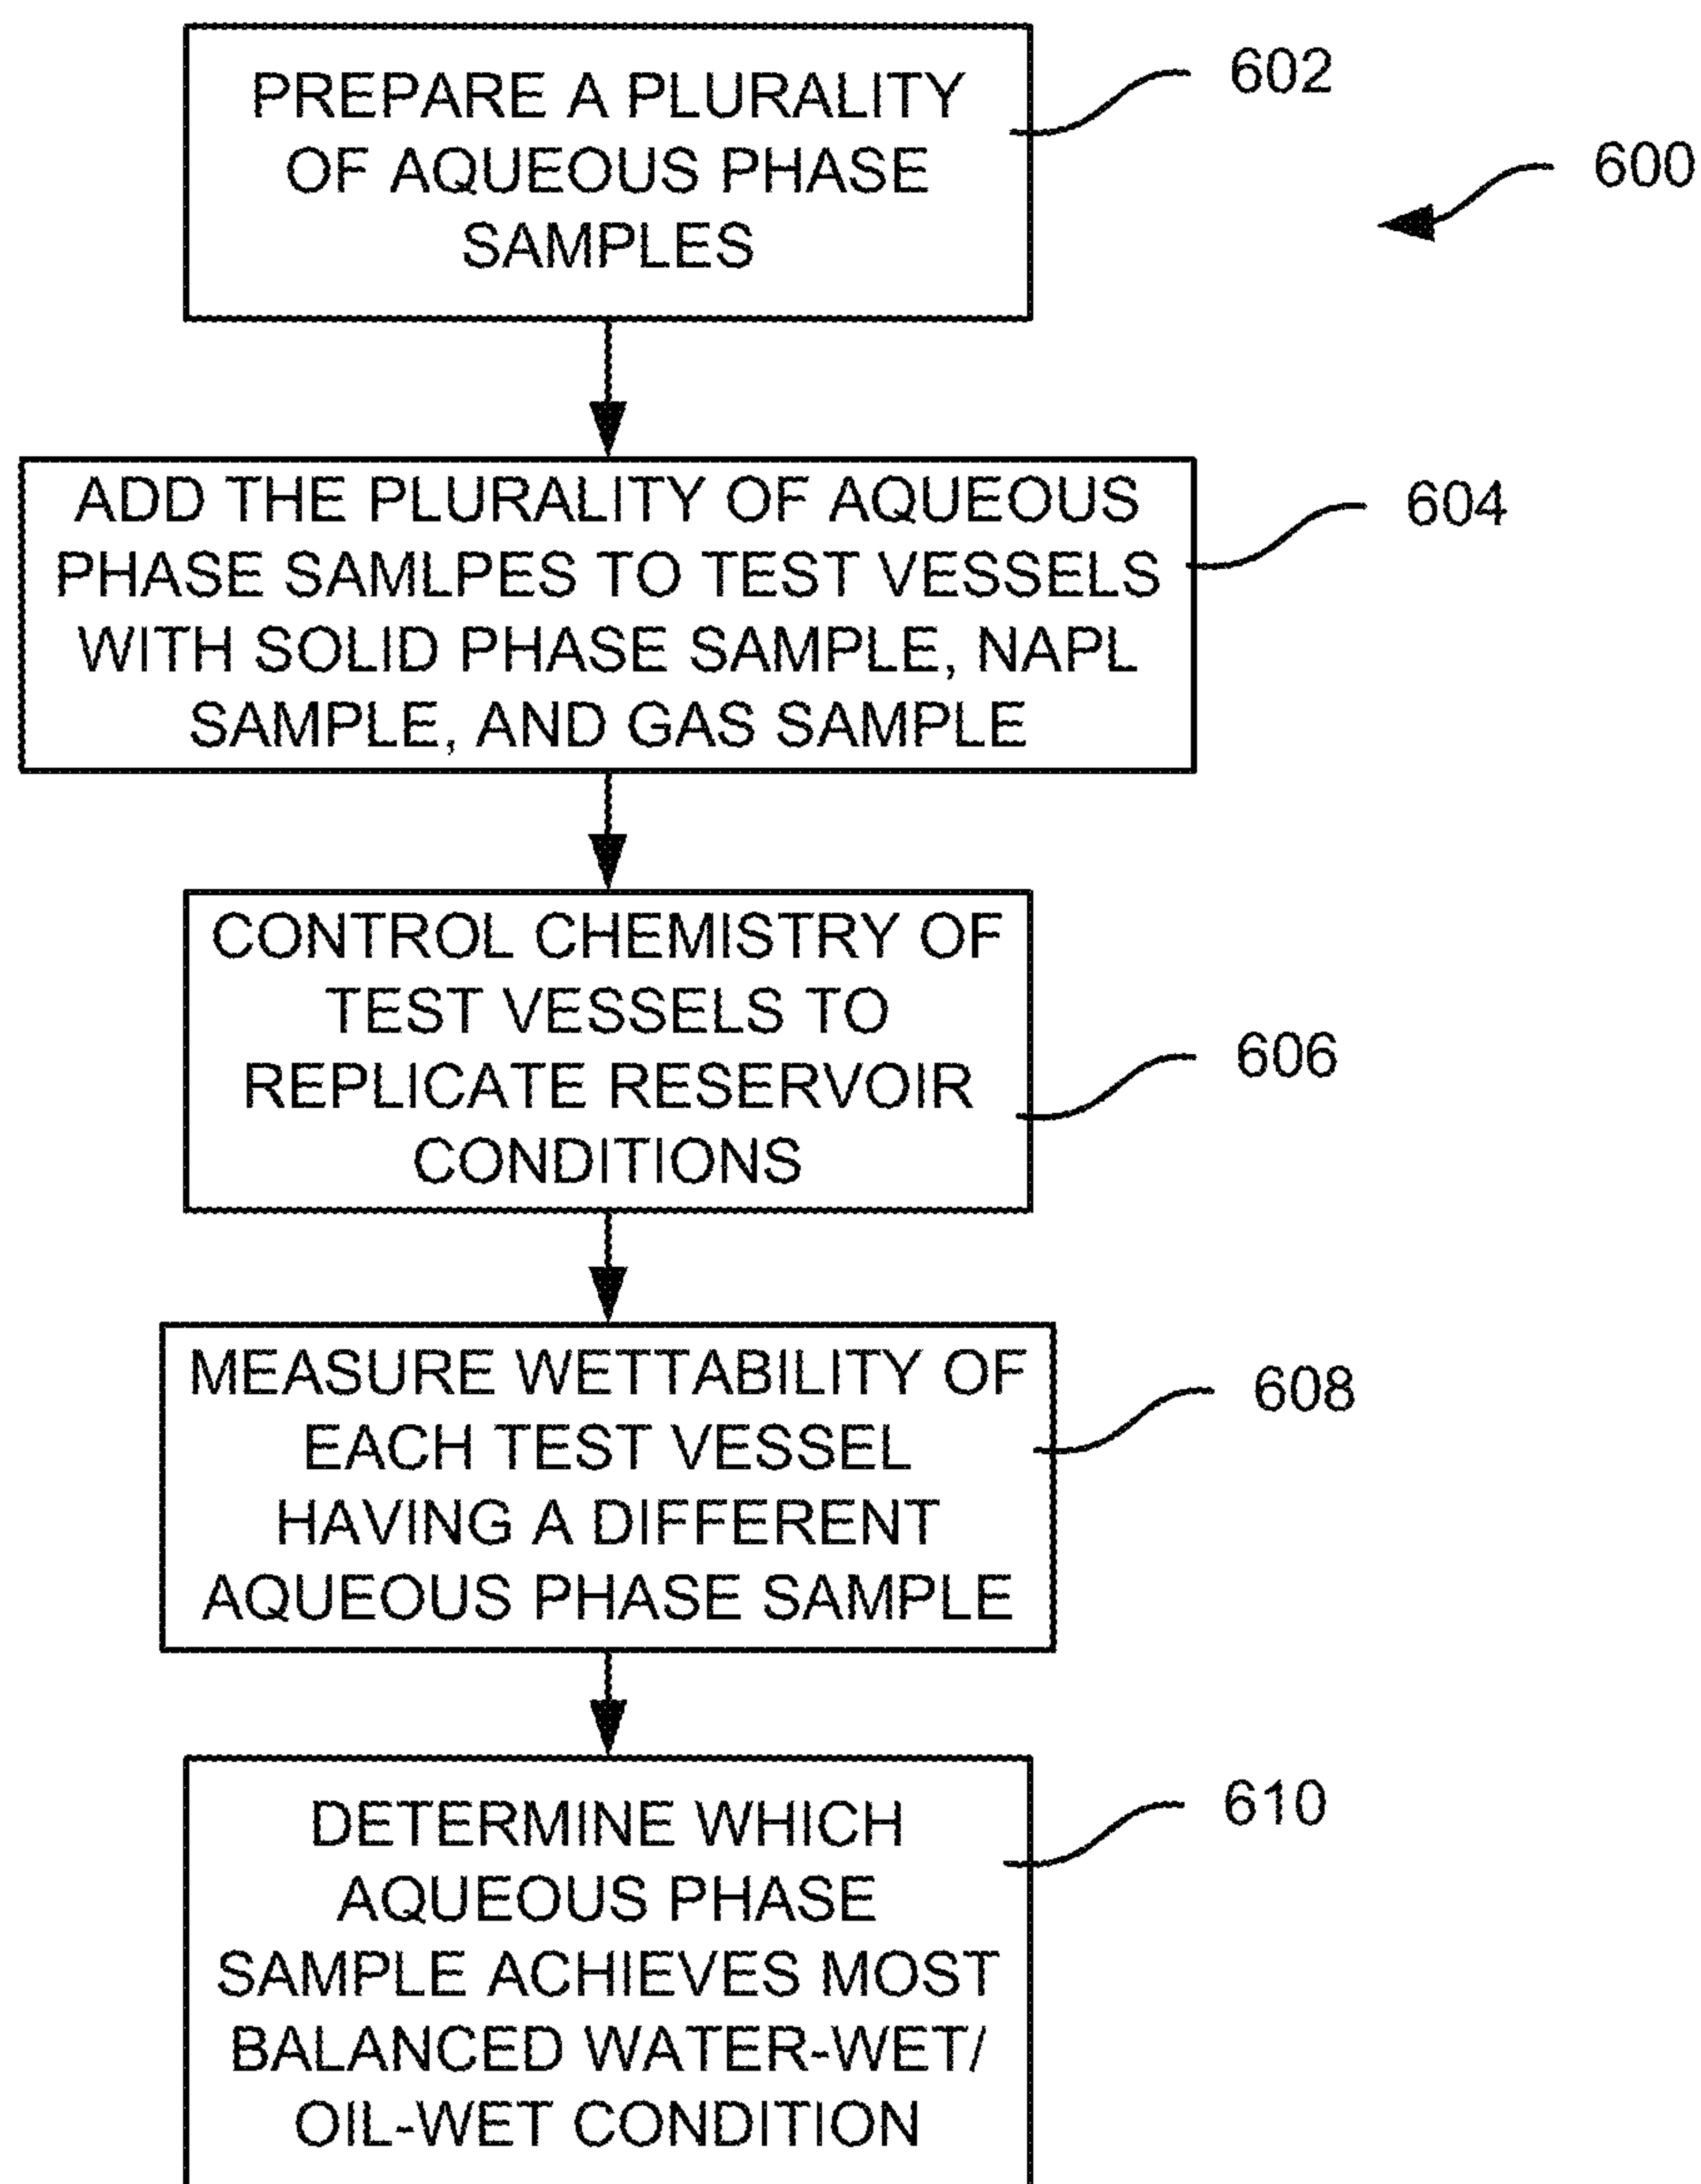 PREPARE A PLURALITY
OF AQUEOUS PHASE
SAMPLES
602
600
ADD THE PLURALITY OF AQUEOUS
PHASE SAMLPES TO TEST VESSELS
WITH SOLID PHASE SAMPLE, NAPL
SAMPLE, AND GAS SAMPLE
604
CONTROL CHEMISTRY OF
TEST VESSELS TO
REPLICATE RESERVOIR
CONDITIONS
606
MEASURE WETTABILITY OF
EACH TEST VESSEL
HAVING A DIFFERENT
AQUEOUS PHASE SAMPLE
608
DETERMINE WHICH
AQUEOUS PHASE
SAMPLE ACHIEVES MOST
BALANCED WATER-WET/
OIL-WET CONDITION
610